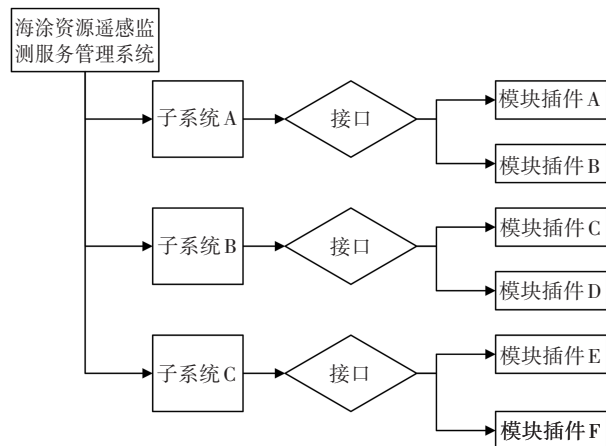 海涂资源遥感监
测服务管理系统
子系统A
接口
模块插件A
模块插件B
子系统B
接口
模块插件C
模块插件D
子系统C
接口
模块插件E
模块插件F